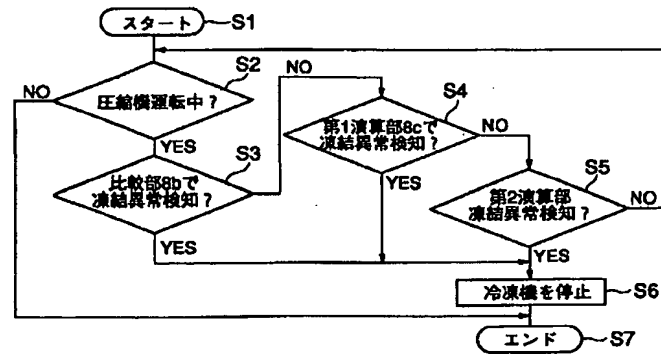 スタート S1
S2
NO 圧縮機運転中？
YES
S3
比較部8bで
凍結異常検知？
YES
NO
S4
第1演算部8cで
凍結異常検知？
YES
NO
S5
第2演算部
凍結異常検知？
NO
YES
冷凍機を停止 S6
エンド S7